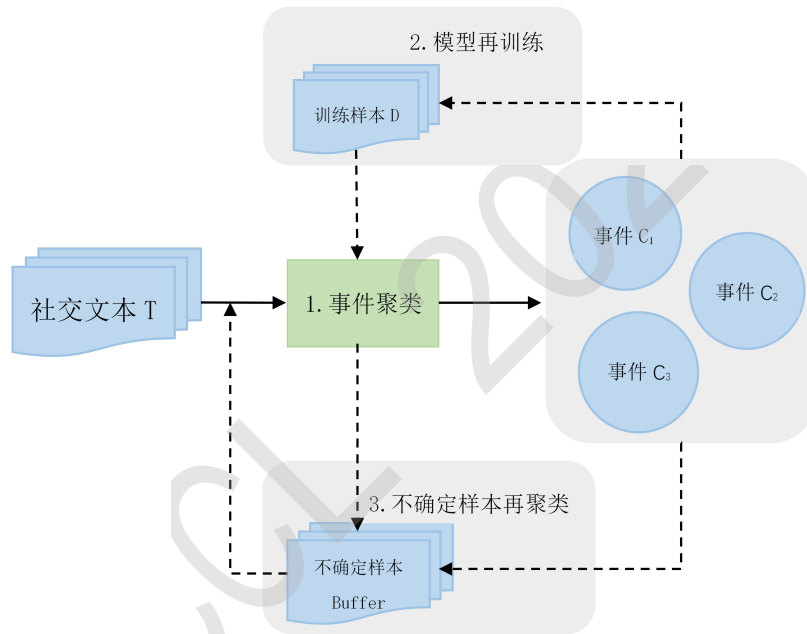 2.模型再训练
训练样本 D
事件 C₁
事件 C₂
社交文本 T
1.事件聚类
事件 C₃
3.不确定样本再聚类
不确定样本
Buffer